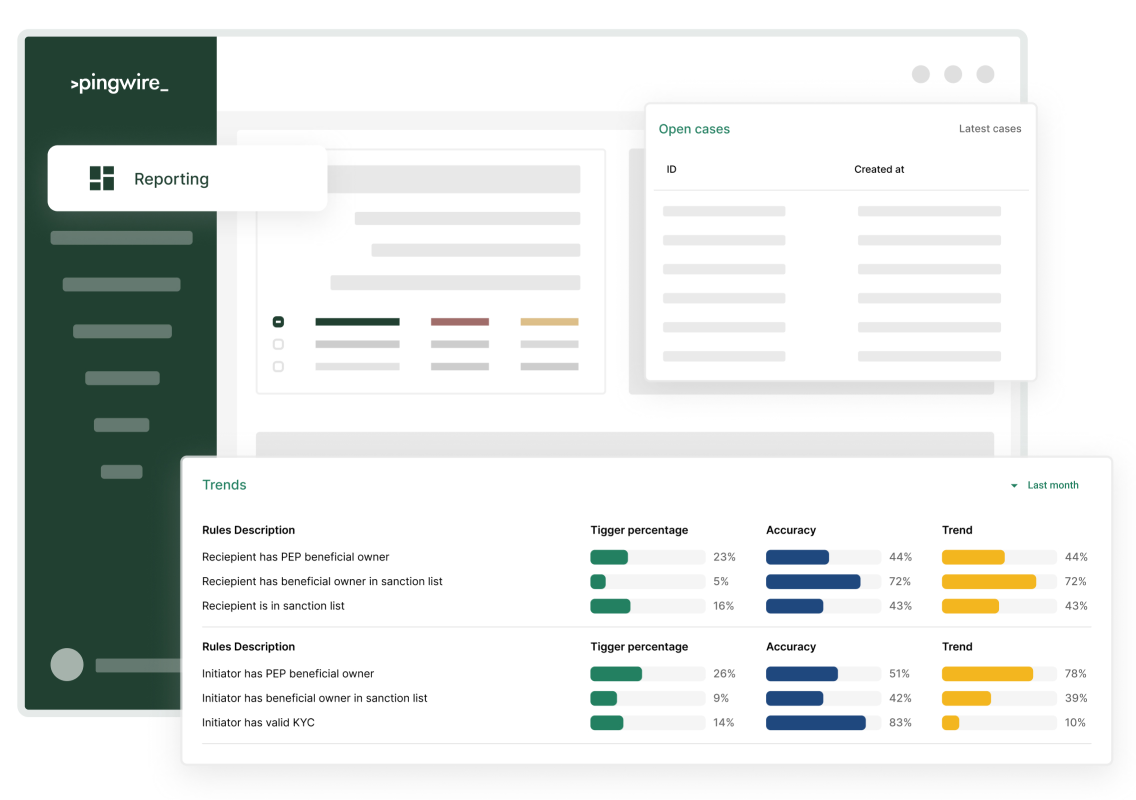 >pingwire_
Reporting
Open cases Latest cases
ID Created at
Trends Last month
Rules Description Tigger percentage Accuracy Trend
Reciepient has PEP beneficial owner 23% 44% 44%
Reciepient has beneficial owner in sanction list 5% 72% 72%
Reciepient is in sanction list 16% 43% 43%
Rules Description Tigger percentage Accuracy Trend
Initiator has PEP beneficial owner 26% 51% 78%
Initiator has beneficial owner in sanction list 9% 42% 39%
Initiator has valid KYC 14% 83% 10%